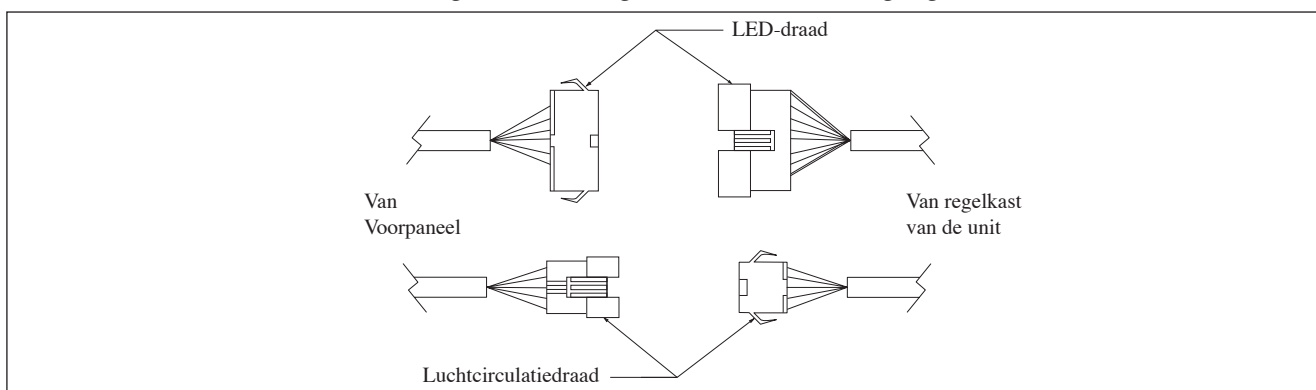 LED-draad
Van
Voorpaneel
Van regelkast
van de unit
Luchtcirculatiedraad